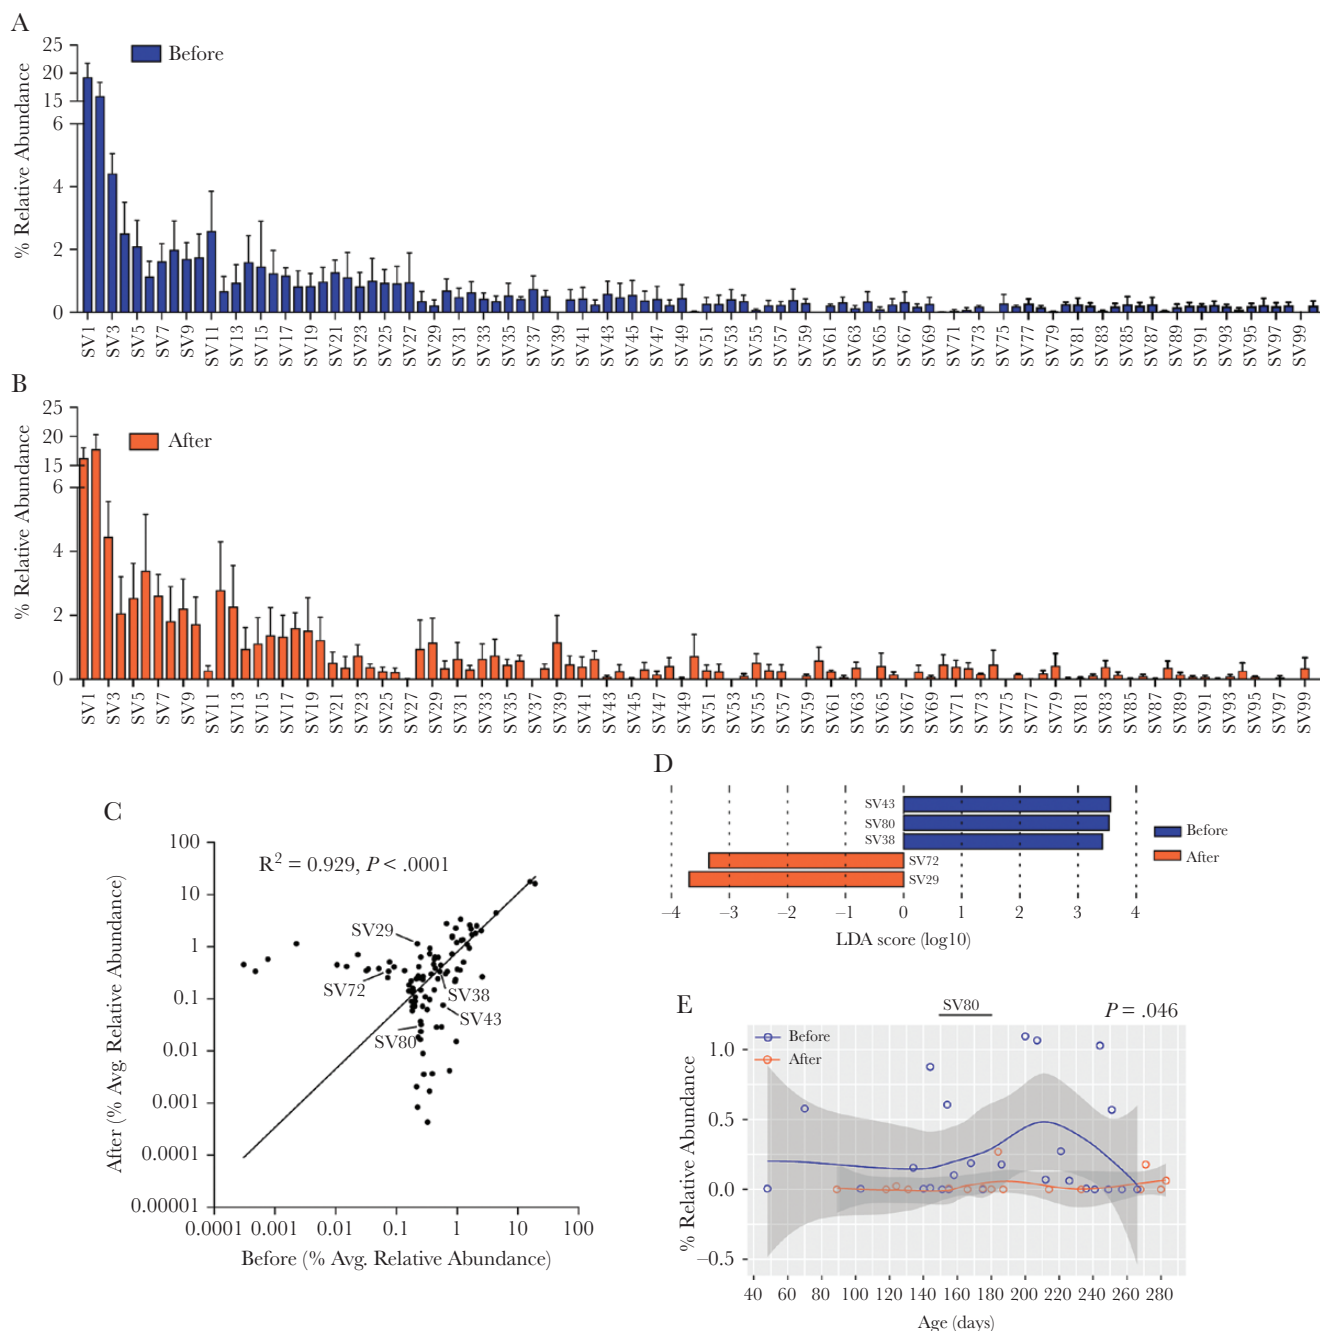 A
Before
% Relative Abundance
25
20
15
6
4
2
0
SV1 SV3 SV5 SV7 SV9 SV11 SV13 SV15 SV17 SV19 SV21 SV23 SV25 SV27 SV29 SV31 SV33 SV35 SV37 SV39 SV41 SV43 SV45 SV47 SV49 SV51 SV53 SV55 SV57 SV59 SV61 SV63 SV65 SV67 SV69 SV71 SV73 SV75 SV77 SV79 SV81 SV83 SV85 SV87 SV89 SV91 SV93 SV95 SV97 SV99
B
After
% Relative Abundance
25
20
15
6
4
2
0
SV1 SV3 SV5 SV7 SV9 SV11 SV13 SV15 SV17 SV19 SV21 SV23 SV25 SV27 SV29 SV31 SV33 SV35 SV37 SV39 SV41 SV43 SV45 SV47 SV49 SV51 SV53 SV55 SV57 SV59 SV61 SV63 SV65 SV67 SV69 SV71 SV73 SV75 SV77 SV79 SV81 SV83 SV85 SV87 SV89 SV91 SV93 SV95 SV97 SV99
C
R² = 0.929, P < .0001
After (% Avg. Relative Abundance)
100
10
1
0.1
0.01
0.001
0.0001
0.00001
SV29
SV72
SV38
SV43
SV80
0.0001 0.001 0.01 0.1 1 10 100
Before (% Avg. Relative Abundance)
D
SV43
SV80
SV38
SV72
SV29
Before
After
−4 −3 −2 −1 0 1 2 3 4
LDA score (log10)
E
SV80
P = .046
Before
After
% Relative Abundance
1.0
0.5
0.0
−0.5
40 60 80 100 120 140 160 180 200 220 240 260 280
Age (days)